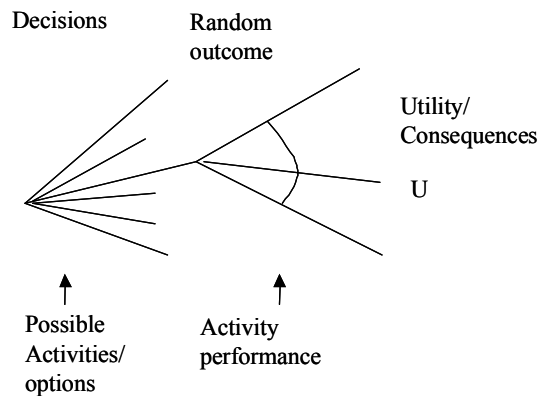 Decisions
Random
outcome
Utility/
Consequences
U
Possible
Activities/
options
Activity
performance